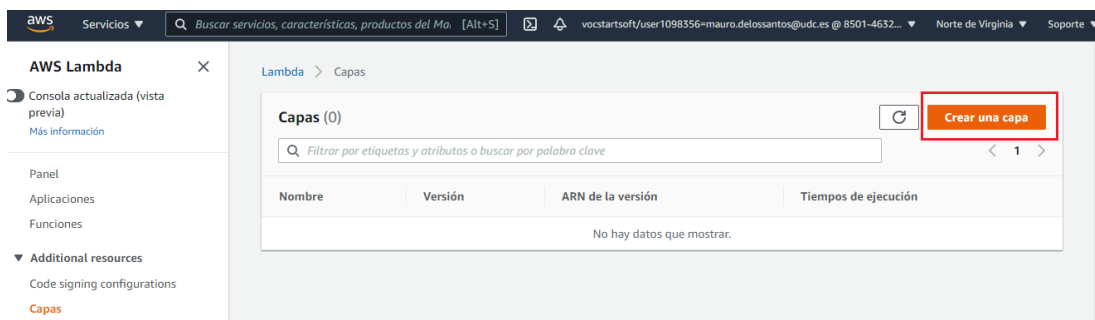 aws Servicios ▼ Buscar servicios, características, productos del Ma [Alt+S] vocstartsoft/user1098356=mauro.delossantos@udc.es @ 8501-4632... ▼ Norte de Virginia ▼ Soporte ▼
AWS Lambda
Consola actualizada (vista
previa)
Más información
Panel
Aplicaciones
Funciones
▼ Additional resources
Code signing configurations
Capas
Lambda > Capas
Capas (0)
Crear una capa
Filtrar por etiquetas y atributos o buscar por palabra clave
< 1 >
Nombre Versión ARN de la versión Tiempos de ejecución
No hay datos que mostrar.